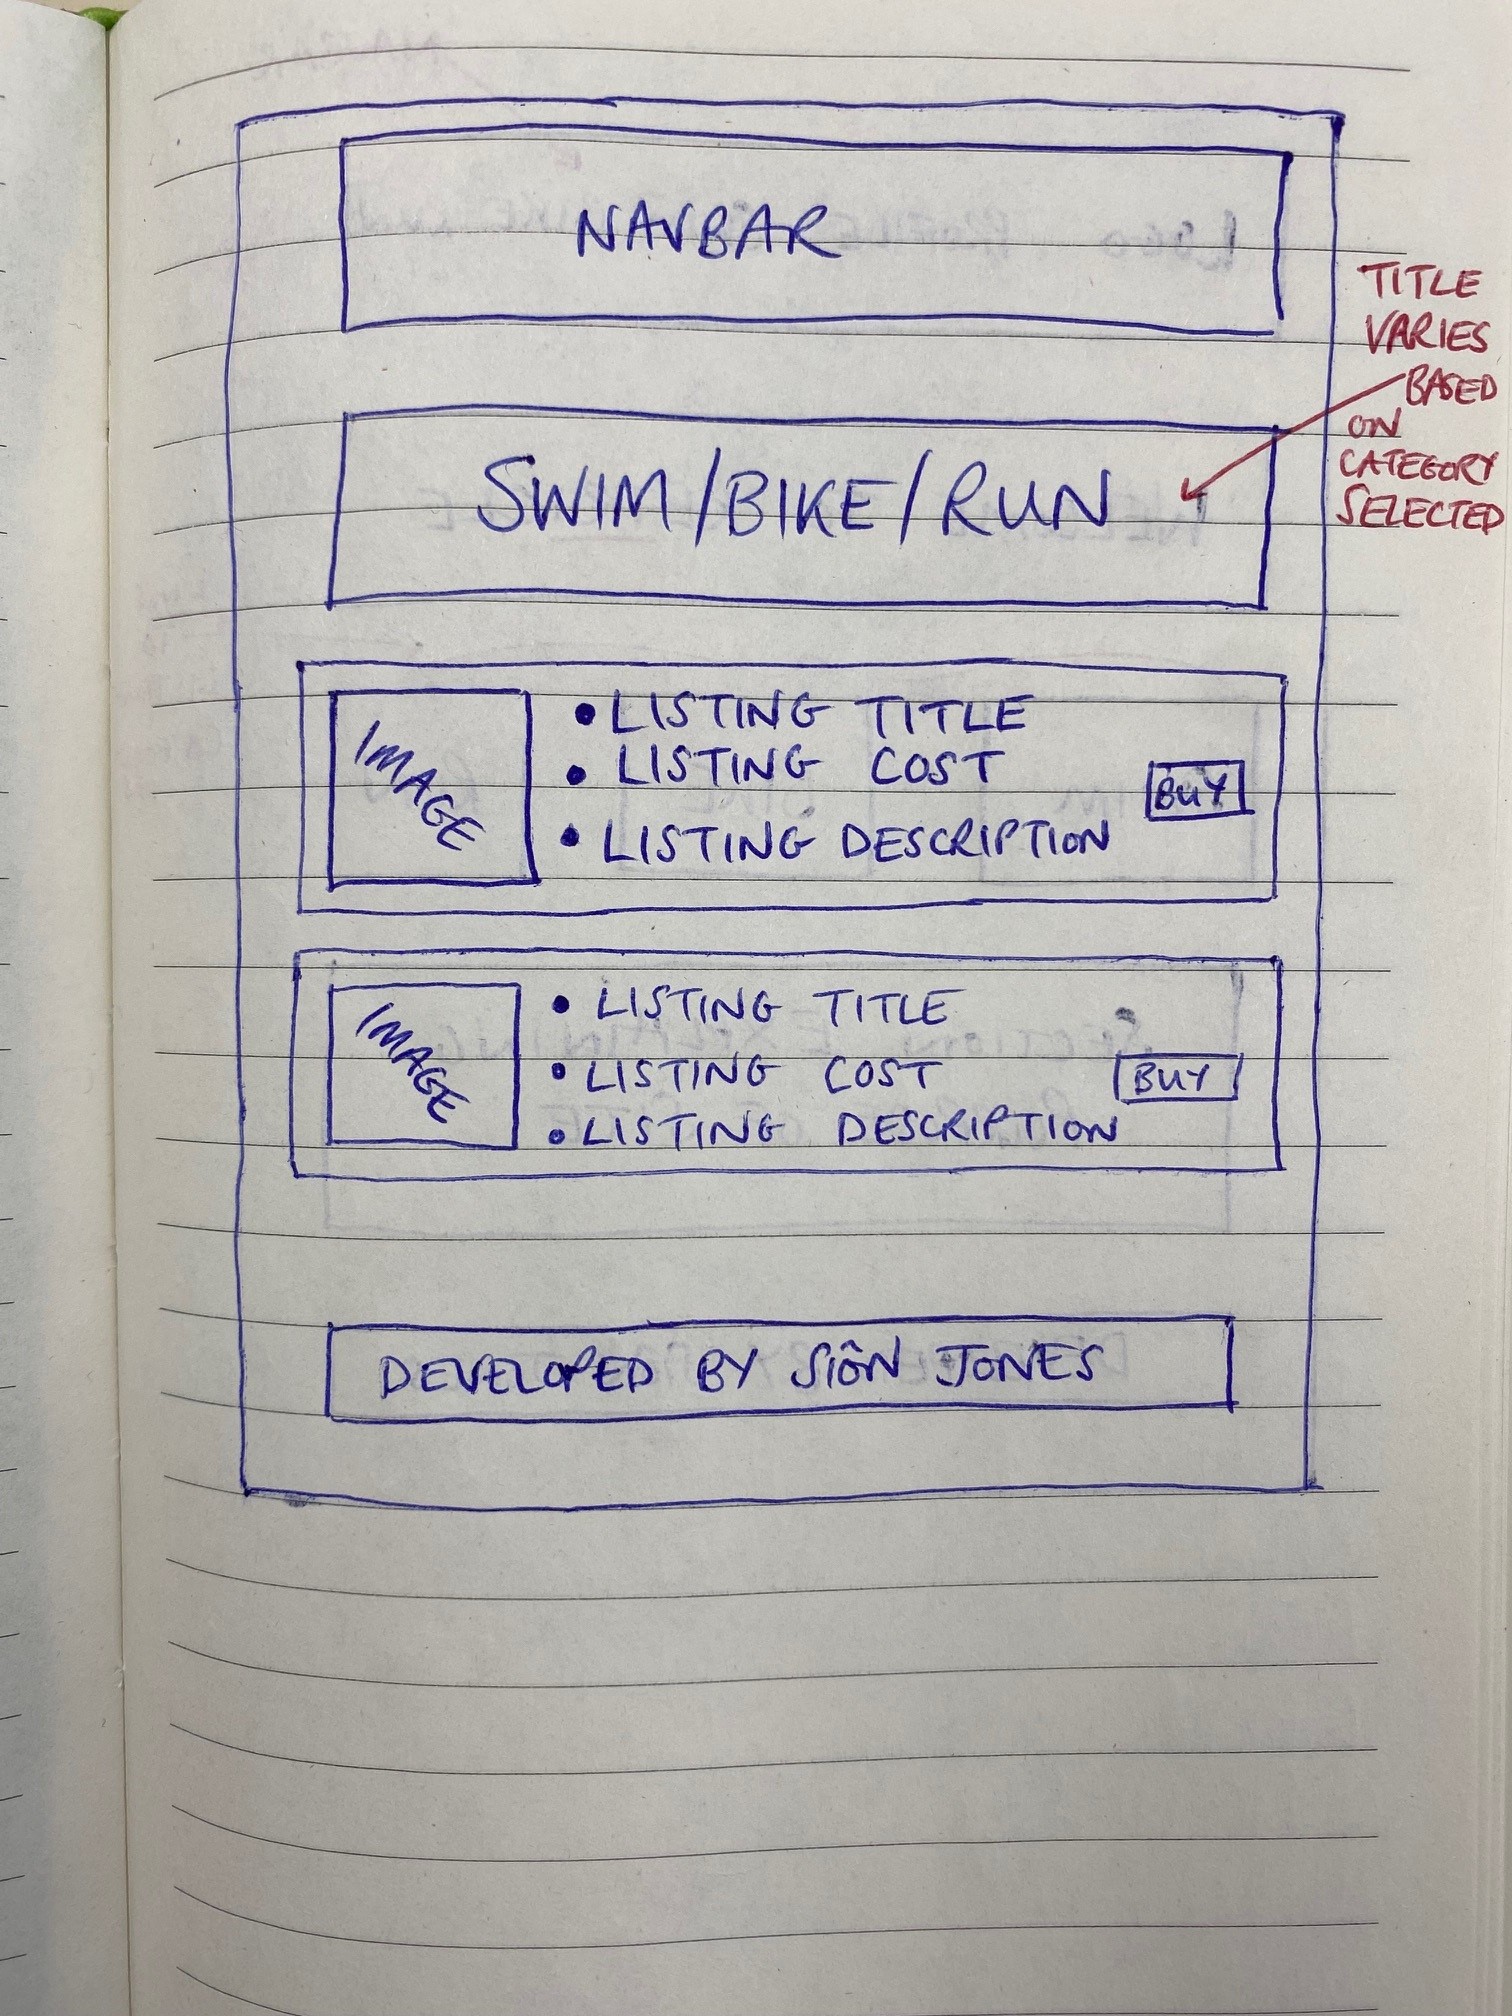 NAVBAR
TITLE
VARIES
BASED
ON
CATEGORY
SELECTED
SWIM/BIKE/RUN
IMAGE
• LISTING TITLE
• LISTING COST
• LISTING DESCRIPTION
BUY
IMAGE
• LISTING TITLE
• LISTING COST
• LISTING DESCRIPTION
BUY
DEVELOPED BY SIÔN JONES